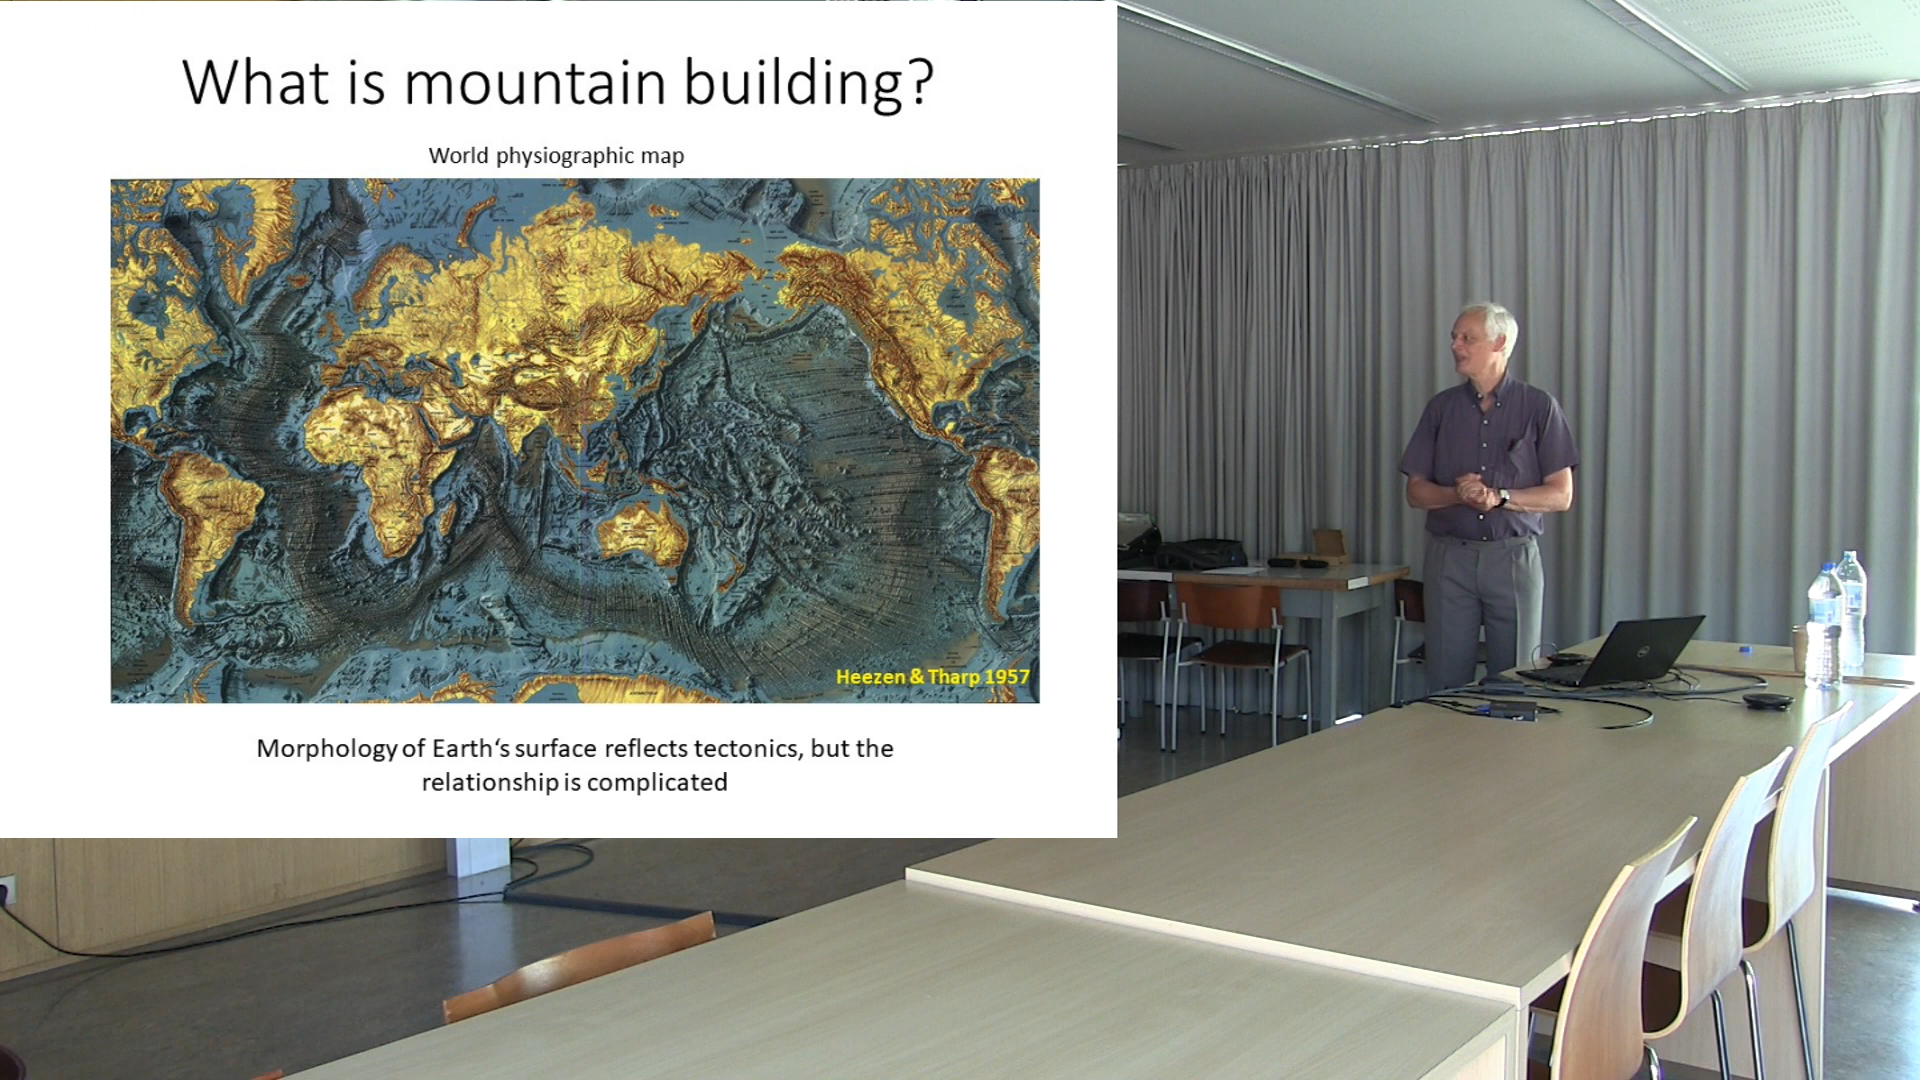 What is mountain building?
World physiographic map
Heezen & Tharp 1957
Morphology of Earth‘s surface reflects tectonics, but the
relationship is complicated